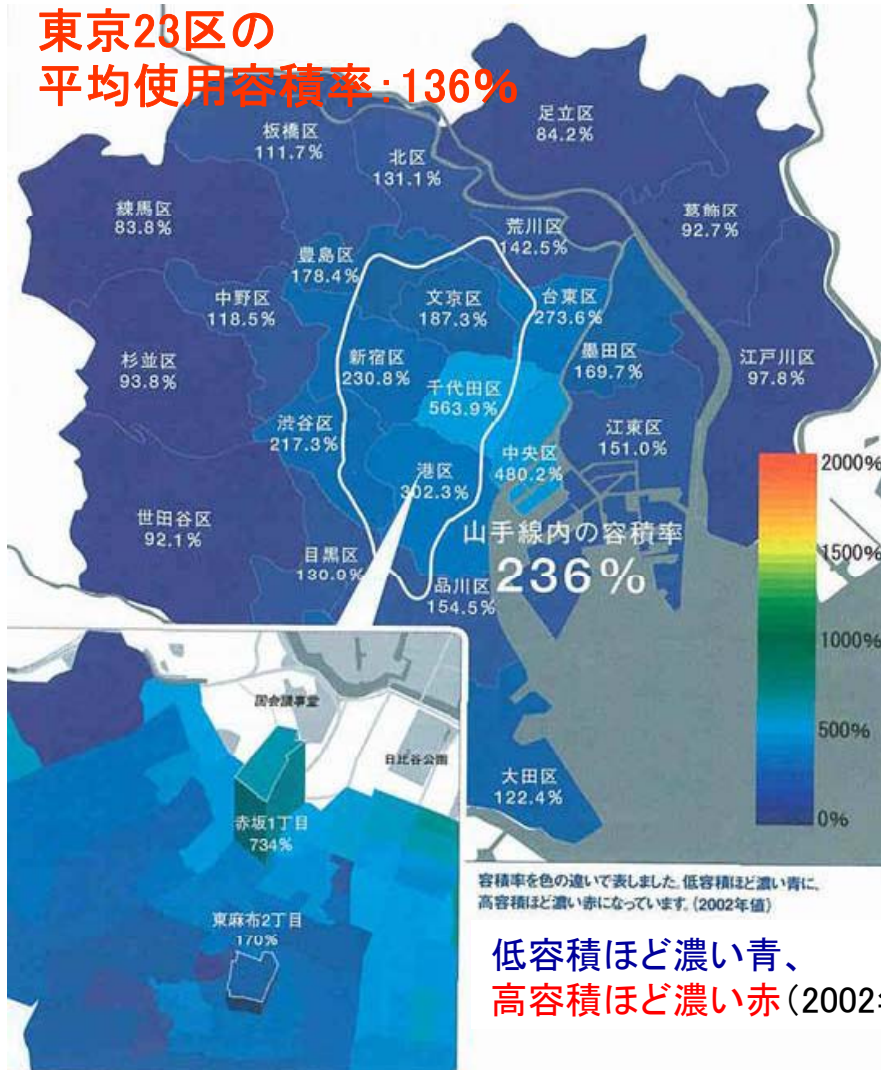 東京23区の
平均使用容積率:136%
足立区
84.2%
板橋区
111.7%
北区
131.1%
練馬区
83.8%
葛飾区
92.7%
荒川区
142.5%
豊島区
178.4%
中野区
118.5%
文京区
187.3%
台東区
273.6%
杉並区
93.8%
新宿区
230.8%
墨田区
169.7%
江戸川区
97.8%
千代田区
563.9%
渋谷区
217.3%
江東区
151.0%
中央区
480.2%
港区
302.3%
世田谷区
92.1%
山手線内の容積率
236%
目黒区
130.9%
品川区
154.5%
大田区
122.4%
2000%
1500%
1000%
500%
0%
国会議事堂
日比谷公園
赤坂1丁目
734%
東麻布2丁目
170%
容積率を色の違いで表しました。低容積ほど濃い青に、
高容積ほど濃い赤になっています。(2002年値)
低容積ほど濃い青、
高容積ほど濃い赤(2002